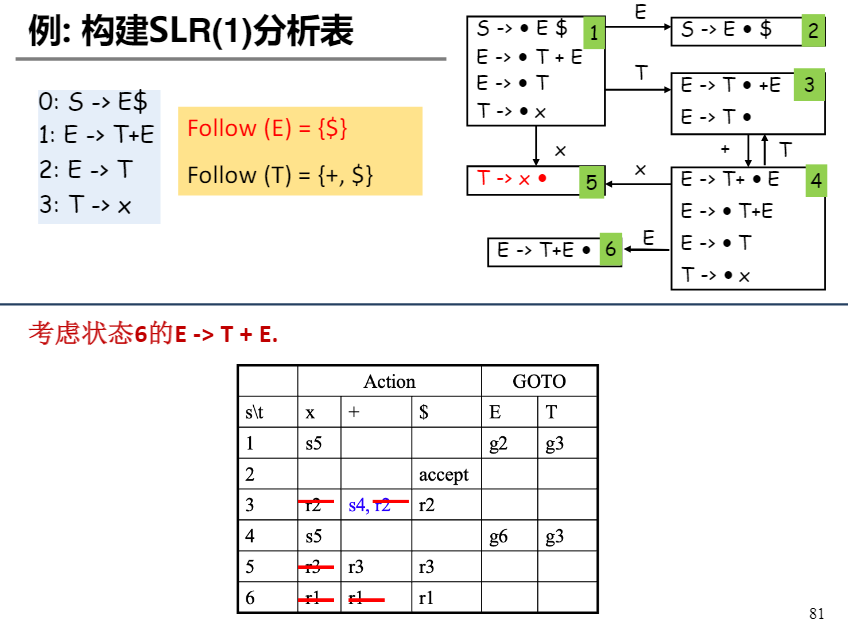 例: 构建SLR(1)分析表
0: S -> E$
1: E -> T+E
2: E -> T
3: T -> x
Follow (E) = {$}
Follow (T) = {+, $}
S -> • E $ 1
E -> • T + E
E -> • T
T -> • x
E
S -> E • $ 2
T
E -> T • +E 3
E -> T •
x
+ T
T -> x • 5
x
E -> T+ • E 4
E -> • T+E
E -> • T
T -> • x
E
E -> T+E • 6
考虑状态6的E -> T + E.
Action GOTO
s\t x + $ E T
1 s5 g2 g3
2 accept
3 r2 s4, r2 r2
4 s5 g6 g3
5 r3 r3 r3
6 r1 r1 r1
81